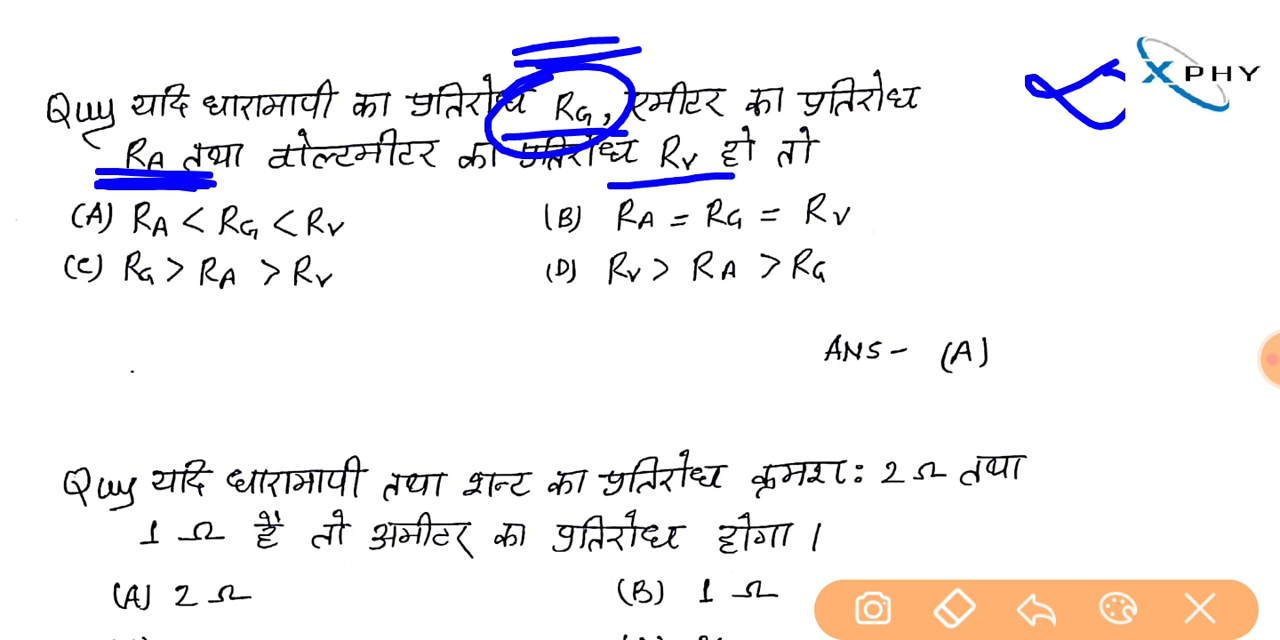 XPHY
Quy यदि धारामापी का प्रतिरोध RG, एमीटर का प्रतिरोध
RA तथा वोल्टमीटर का प्रतिरोध Rv हो तो
(A) RA < RG < Rv (B) RA = RG = Rv
(C) RG > RA > Rv (D) Rv > RA > RG
ANS - (A)
Quy यदि धारामापी तथा शन्ट का प्रतिरोध क्रमश: 2 Ω तथा
1 Ω हैं तो अमीटर का प्रतिरोध होगा ।
(A) 2 Ω (B) 1 Ω